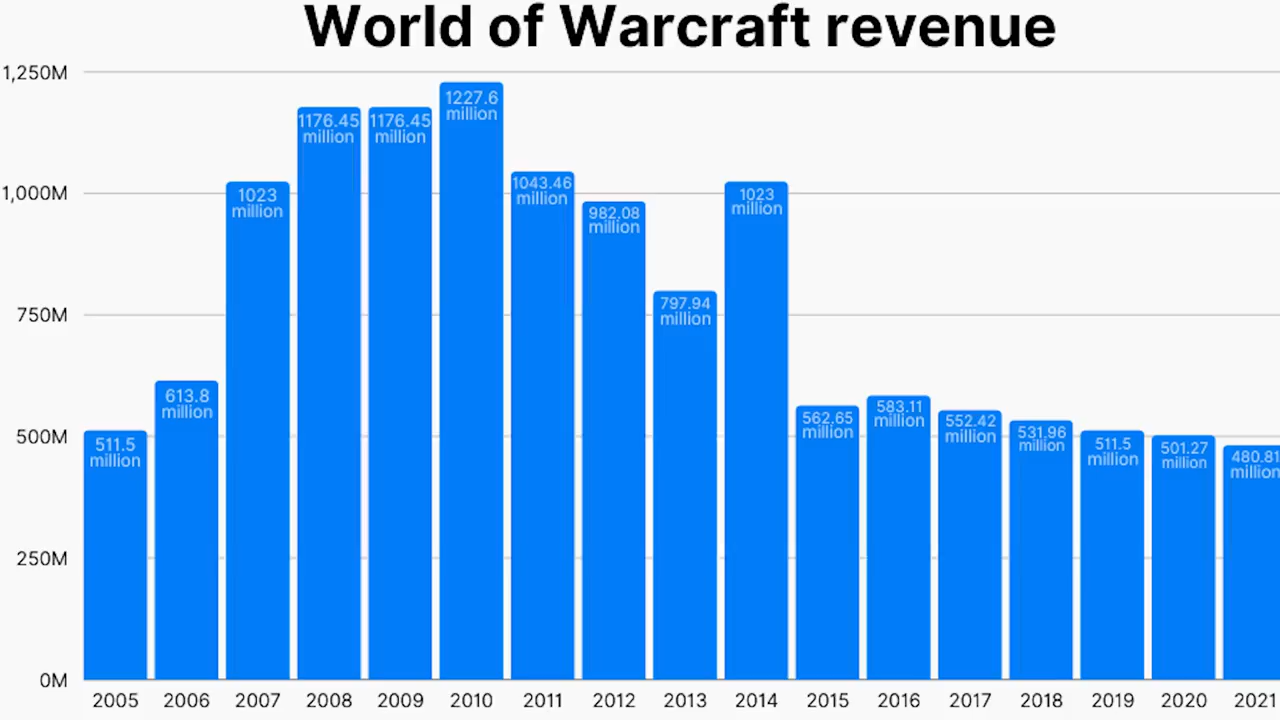 World of Warcraft revenue
1,250M
1,000M
750M
500M
250M
0M
511.5
million
613.8
million
1023
million
1176.45
million
1176.45
million
1227.6
million
1043.46
million
982.08
million
797.94
million
1023
million
562.65
million
583.11
million
552.42
million
531.96
million
511.5
million
501.27
million
480.81
million
2005 2006 2007 2008 2009 2010 2011 2012 2013 2014 2015 2016 2017 2018 2019 2020 2021